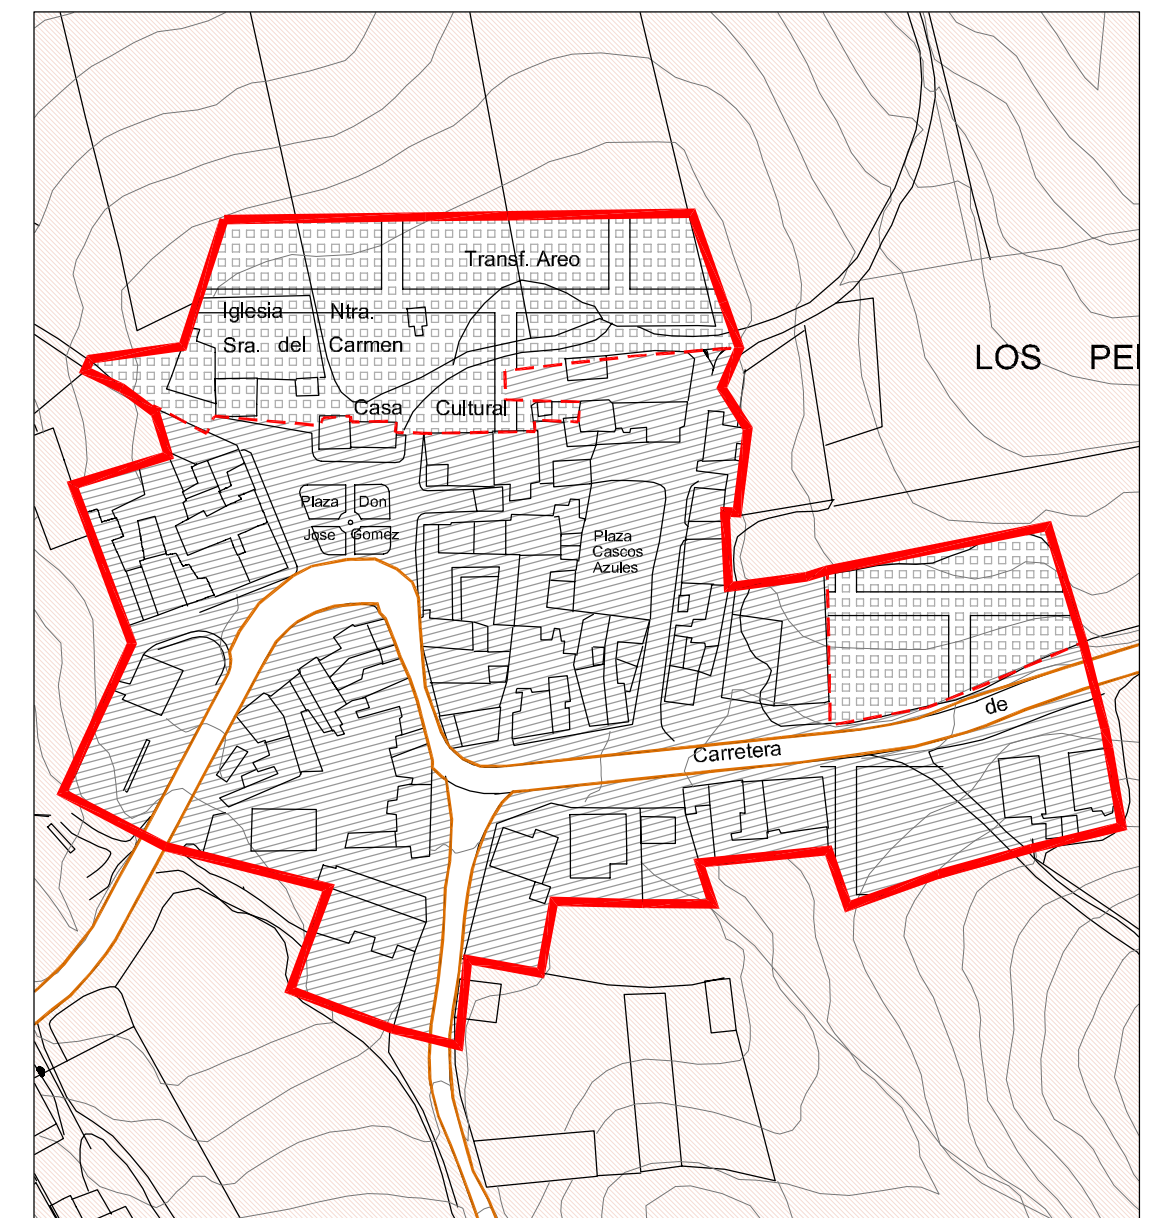 Transf. Areo
Iglesia Ntra.
Sra. del Carmen
LOS PE
Casa Cultural
Plaza Don
Jose Gomez
Plaza
Cascos
Azules
de
Carretera